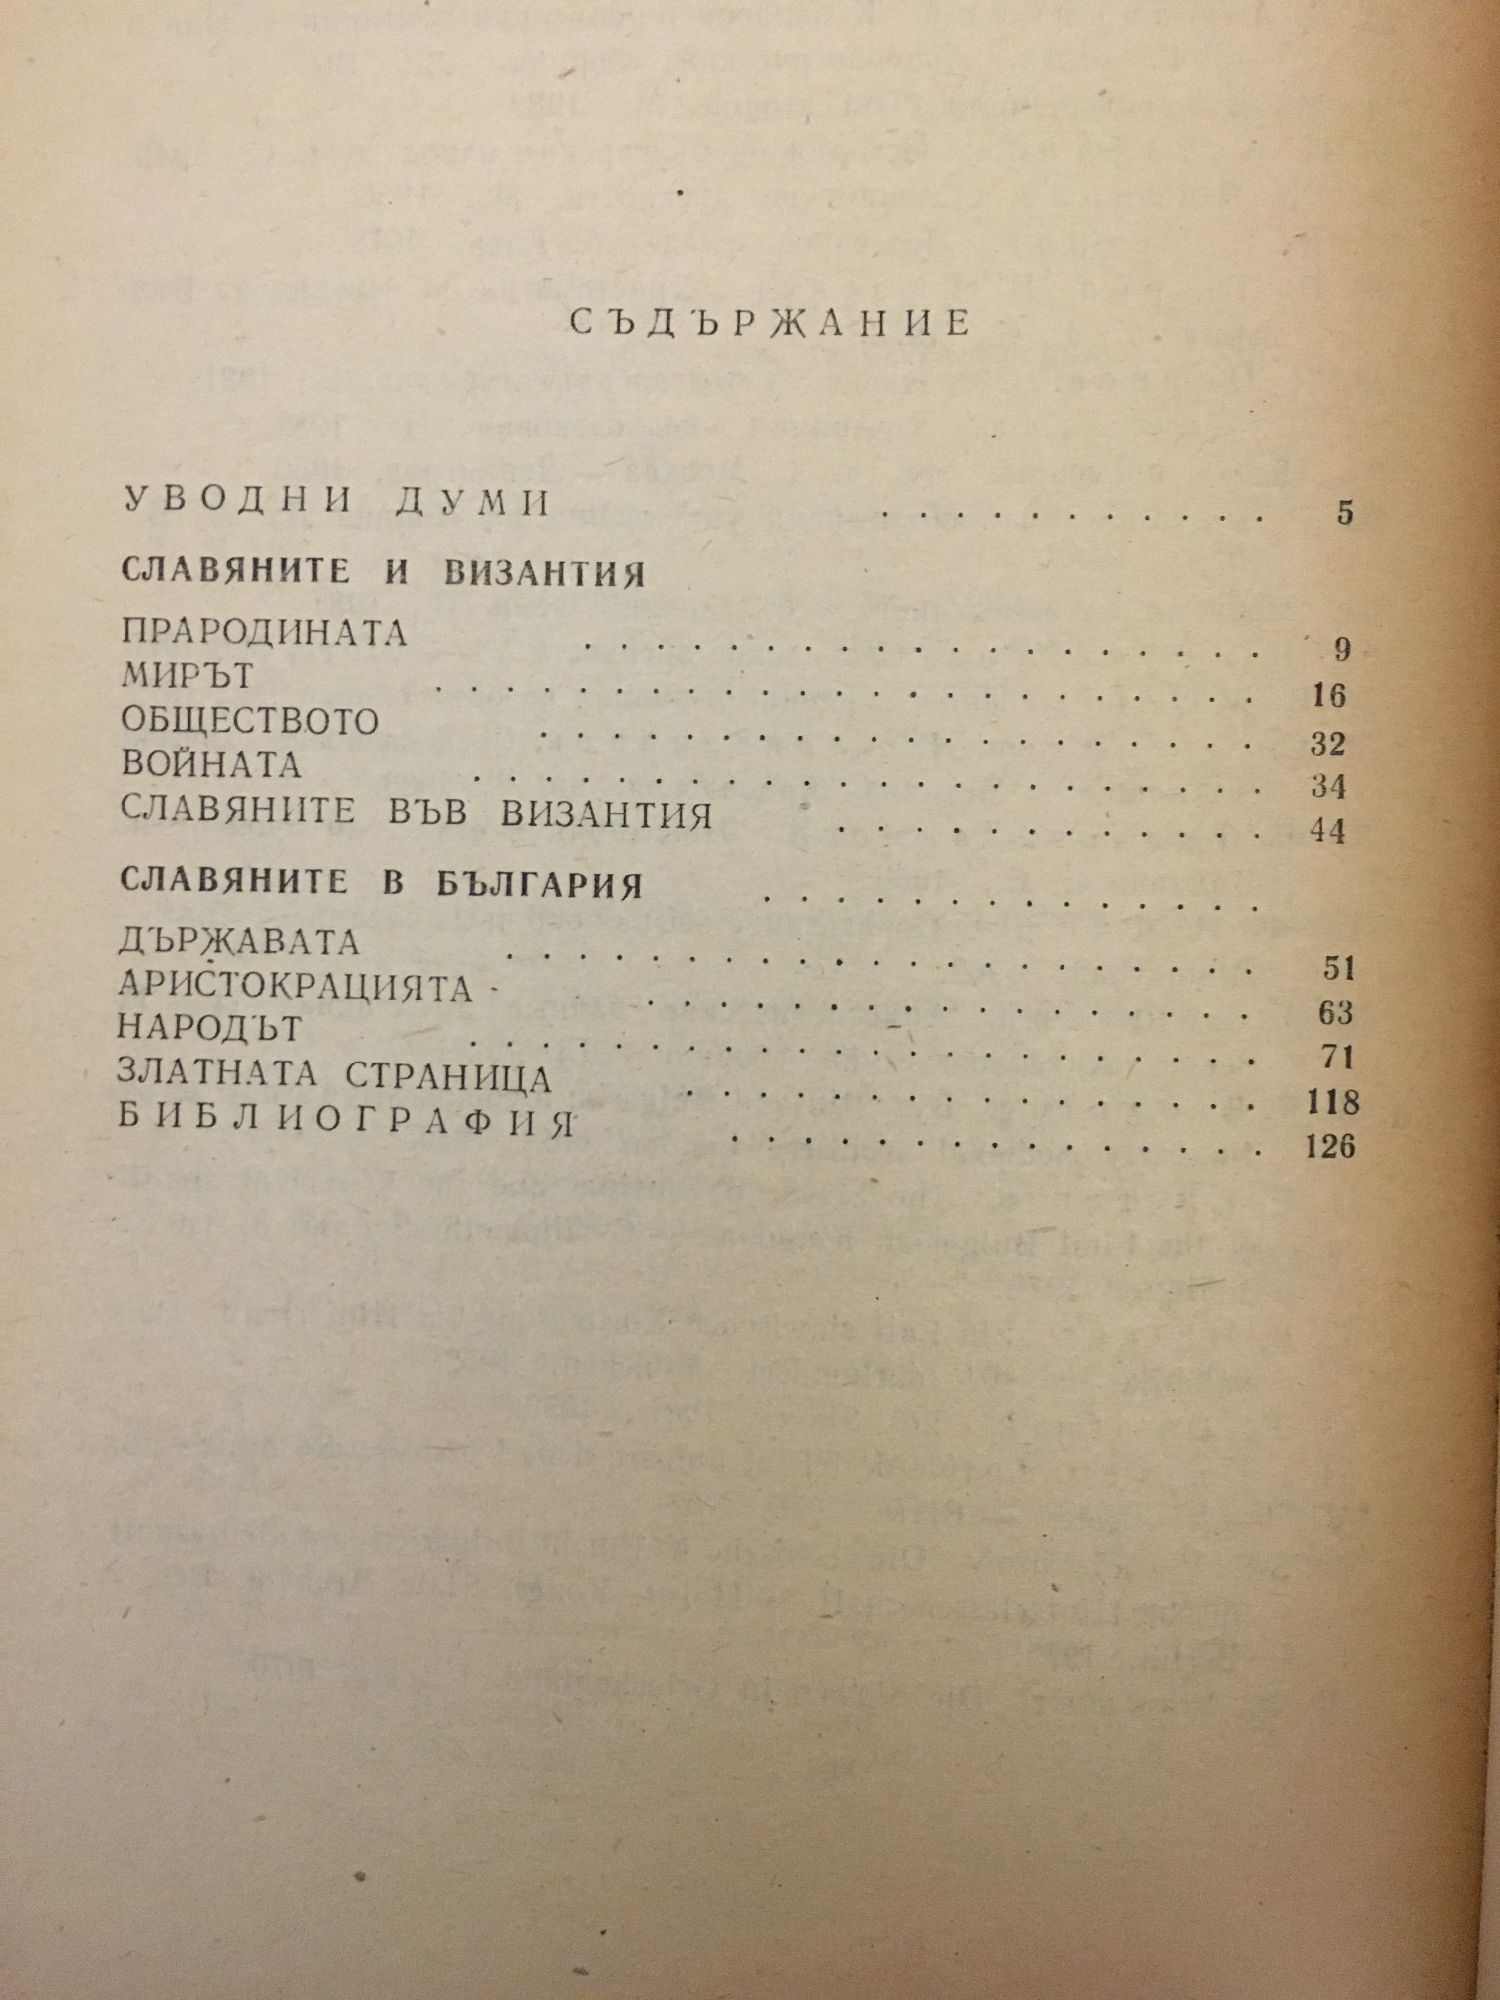 СЪДЪРЖАНИЕ
УВОДНИ ДУМИ . . . . . . . . . . . 5
СЛАВЯНИТЕ И ВИЗАНТИЯ
ПРАРОДИНАТА . . . . . . . . . . . . . . . . . . . 9
МИРЪТ . . . . . . . . . . . . . . . . . . . . . . . 16
ОБЩЕСТВОТО . . . . . . . . . . . . . . . . . . . . 32
ВОЙНАТА . . . . . . . . . . . . . . . . . . . . . . 34
СЛАВЯНИТЕ ВЪВ ВИЗАНТИЯ . . . . . . . . . . . . 44
СЛАВЯНИТЕ В БЪЛГАРИЯ . . . . . . . . . . . . . .
ДЪРЖАВАТА . . . . . . . . . . . . . . . . . . . . . 51
АРИСТОКРАЦИЯТА . . . . . . . . . . . . . . . . . 63
НАРОДЪТ . . . . . . . . . . . . . . . . . . . . . . 71
ЗЛАТНАТА СТРАНИЦА . . . . . . . . . . . . . . . . 118
БИБЛИОГРАФИЯ . . . . . . . . . . . . . . . 126